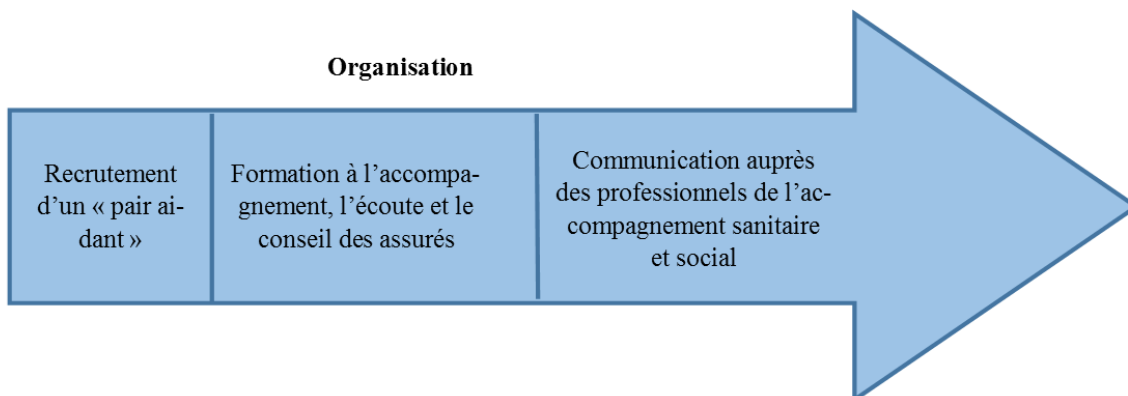 Organisation
Recrutement
d’un « pair ai-
dant »
Formation à l’accompa-
gnement, l’écoute et le
conseil des assurés
Communication auprès
des professionnels de l’ac-
compagnement sanitaire
et social